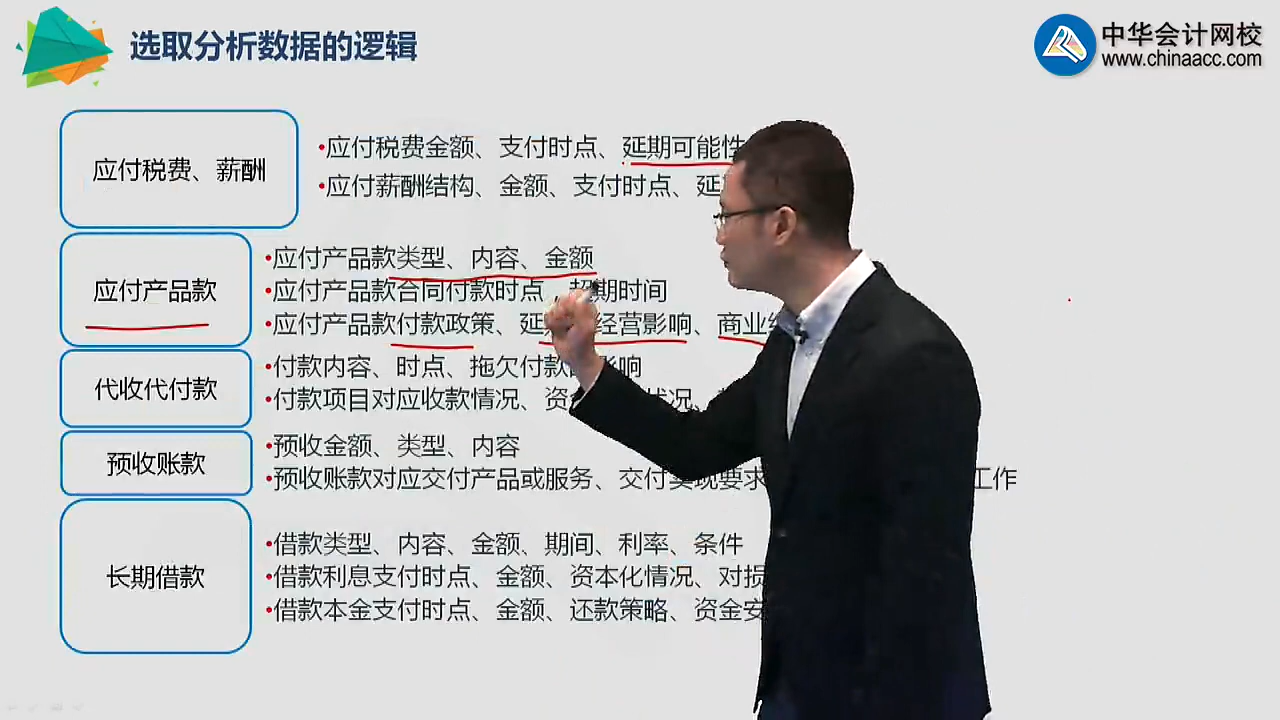 选取分析数据的逻辑
中华会计网校
www.chinaacc.com
应付税费、薪酬
•应付税费金额、支付时点、延期可能性
•应付薪酬结构、金额、支付时点、延
应付产品款
•应付产品款类型、内容、金额
•应付产品款合同付款时点、超期时间
•应付产品款付款政策、延 经营影响、商业
代收代付款
•付款内容、时点、拖欠付款 影响
•付款项目对应收款情况、资 状况、
预收账款
•预收金额、类型、内容
•预收账款对应交付产品或服务、交付实现要求 工作
长期借款
•借款类型、内容、金额、期间、利率、条件
•借款利息支付时点、金额、资本化情况、对损
•借款本金支付时点、金额、还款策略、资金安